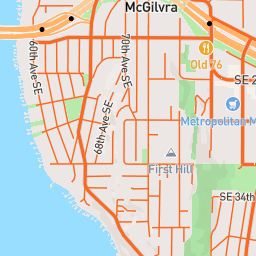 McGilvra
60th Ave SE
70th Ave SE
Old 76
SE 2
68th Ave SE
Metropolitan M
First Hill
SE 34th